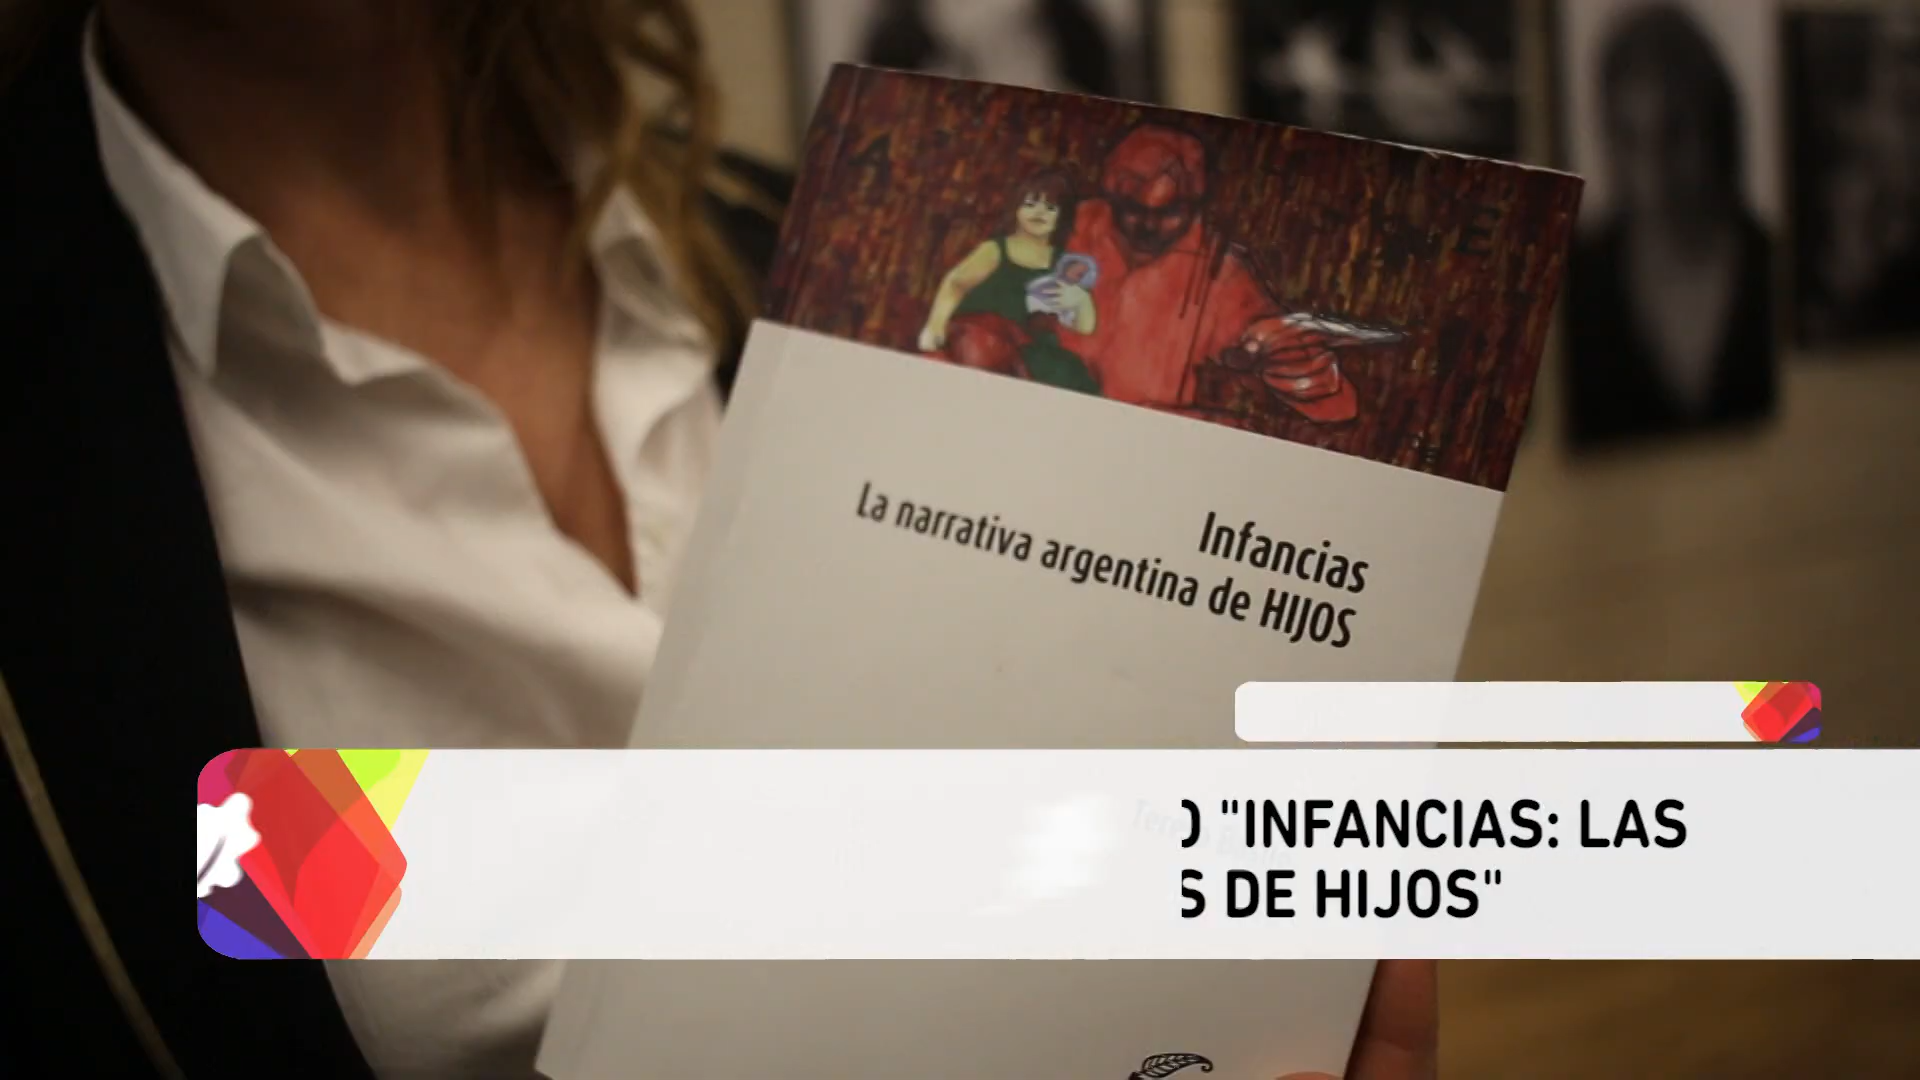 Infancias
La narrativa argentina de HIJOS
"INFANCIAS: LAS
DE HIJOS"